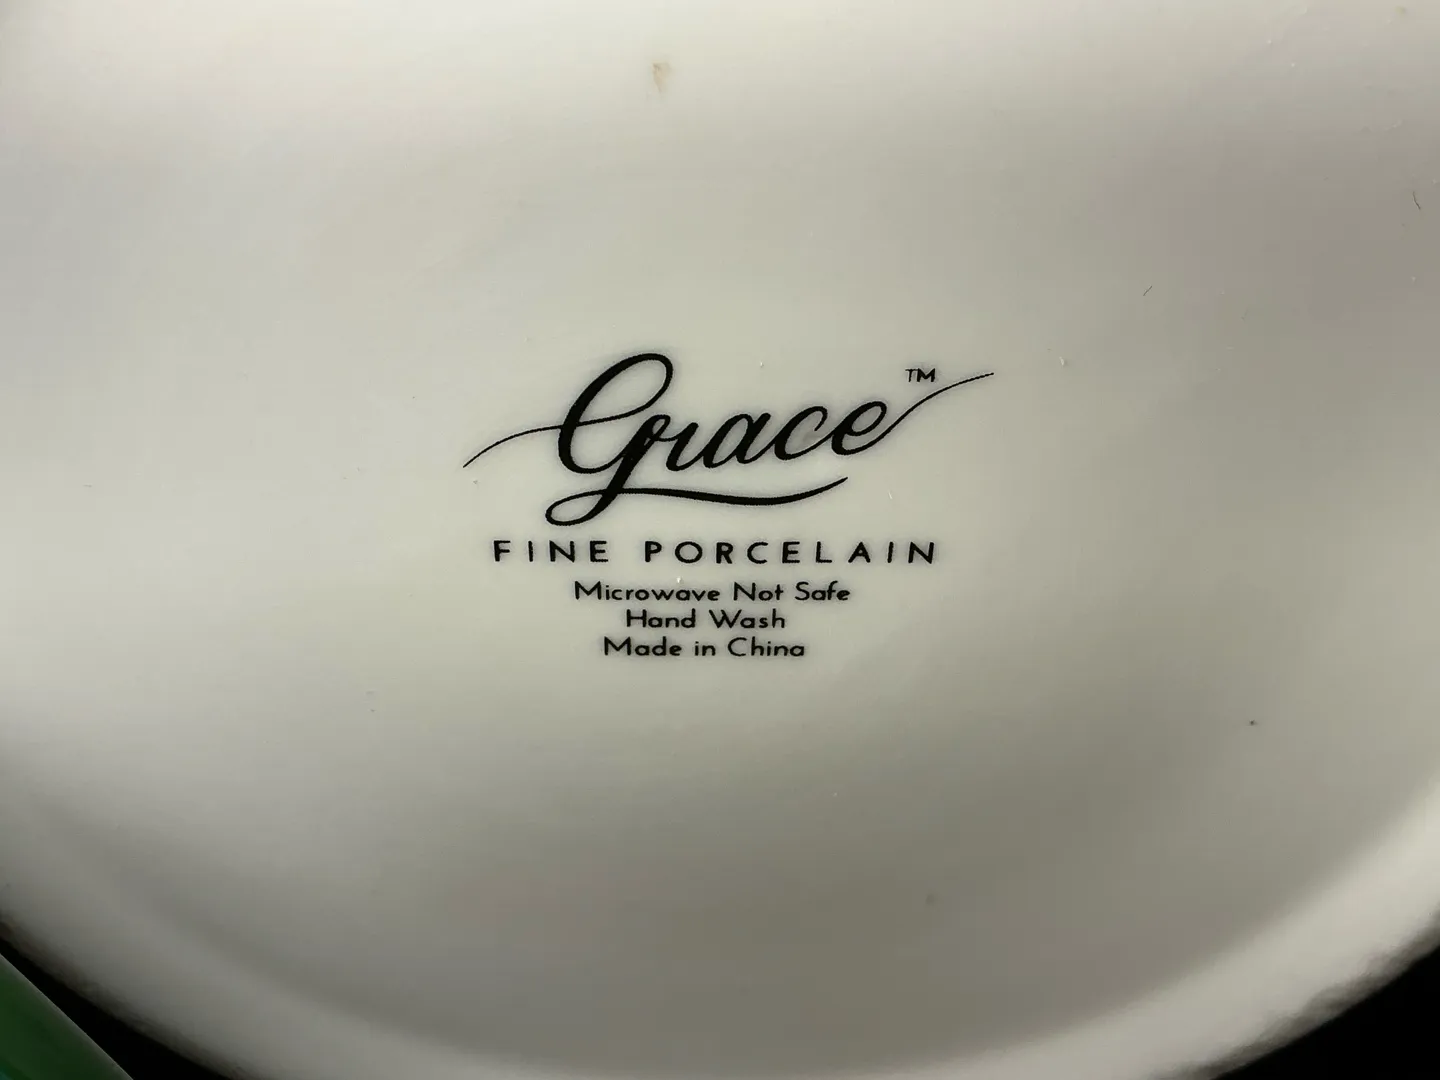 Grace™
FINE PORCELAIN
Microwave Not Safe
Hand Wash
Made in China